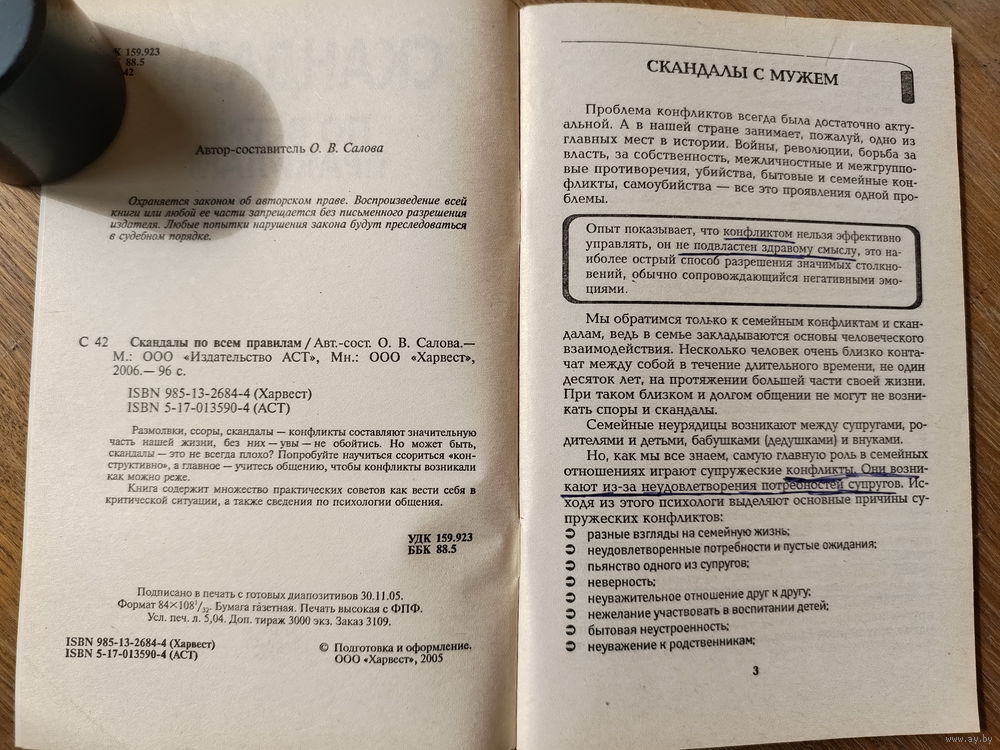 К 159.923
88.5
42
Автор-составитель О. В. Салова
Охраняется законом об авторском праве. Воспроизведение всей
книги или любой ее части запрещается без письменного разрешения
издателя. Любые попытки нарушения закона будут преследоваться
в судебном порядке.
С 42 Скандалы по всем правилам / Авт.-сост. О. В. Салова.—
М.: ООО «Издательство АСТ», Мн.: ООО «Харвест»,
2006.— 96 с.
ISBN 985-13-2684-4 (Харвест)
ISBN 5-17-013590-4 (АСТ)
Размолвки, ссоры, скандалы — конфликты составляют значительную
часть нашей жизни, без них — увы — не обойтись. Но может быть,
скандалы — это не всегда плохо? Попробуйте научиться ссориться «кон-
структивно», а главное — учитесь общению, чтобы конфликты возникали
как можно реже.
Книга содержит множество практических советов как вести себя в
критической ситуации, а также сведения по психологии общения.
УДК 159.923
ББК 88.5
Подписано в печать с готовых диапозитивов 30.11.05.
Формат 84×108¹/₃₂. Бумага газетная. Печать высокая с ФПФ.
Усл. печ. л. 5,04. Доп. тираж 3000 экз. Заказ 3109.
ISBN 985-13-2684-4 (Харвест)
ISBN 5-17-013590-4 (АСТ)
© Подготовка и оформление.
ООО «Харвест», 2005
СКАНДАЛЫ С МУЖЕМ
Проблема конфликтов всегда была достаточно акту-
альной. А в нашей стране занимает, пожалуй, одно из
главных мест в истории. Войны, революции, борьба за
власть, за собственность, межличностные и межгруппо-
вые противоречия, убийства, бытовые и семейные кон-
фликты, самоубийства — все это проявления одной про-
блемы.
Опыт показывает, что конфликтом нельзя эффективно
управлять, он не подвластен здравому смыслу, это на-
иболее острый способ разрешения значимых столкно-
вений, обычно сопровождающийся негативными эмо-
циями.
Мы обратимся только к семейным конфликтам и скан-
далам, ведь в семье закладываются основы человеческого
взаимодействия. Несколько человек очень близко конта-
чат между собой в течение длительного времени, не один
десяток лет, на протяжении большей части своей жизни.
При таком близком и долгом общении не могут не возни-
кать споры и скандалы.
Семейные неурядицы возникают между супругами, ро-
дителями и детьми, бабушками (дедушками) и внуками.
Но, как мы все знаем, самую главную роль в семейных
отношениях играют супружеские конфликты. Они возни-
кают из-за неудовлетворения потребностей супругов. Ис-
ходя из этого психологи выделяют основные причины су-
пружеских конфликтов:
разные взгляды на семейную жизнь;
неудовлетворенные потребности и пустые ожидания;
пьянство одного из супругов;
неверность;
неуважительное отношение друг к другу;
нежелание участвовать в воспитании детей;
бытовая неустроенность;
неуважение к родственникам;
3
www.ay.by